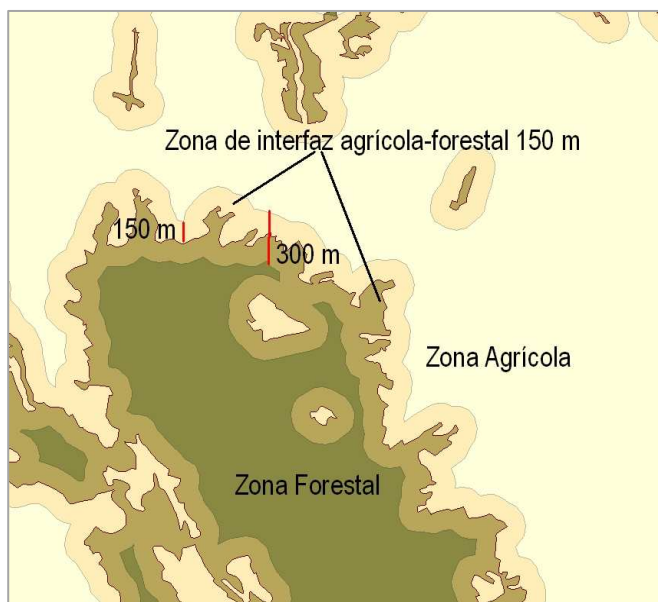 Zona de interfaz agrícola-forestal 150 m
150 m
300 m
Zona Agrícola
Zona Forestal